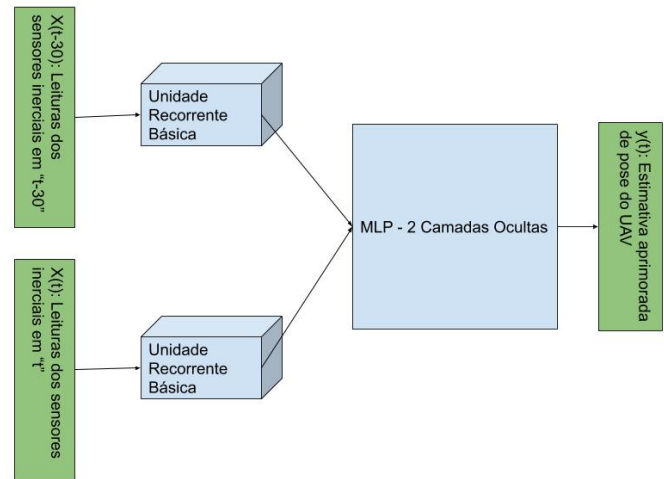 X(t-30): Leituras dos
sensores inerciais em “t-30”
Unidade
Recorrente
Básica
X(t): Leituras dos sensores
inerciais em “t”
Unidade
Recorrente
Básica
MLP - 2 Camadas Ocultas
y(t): Estimativa aprimorada
de pose do UAV